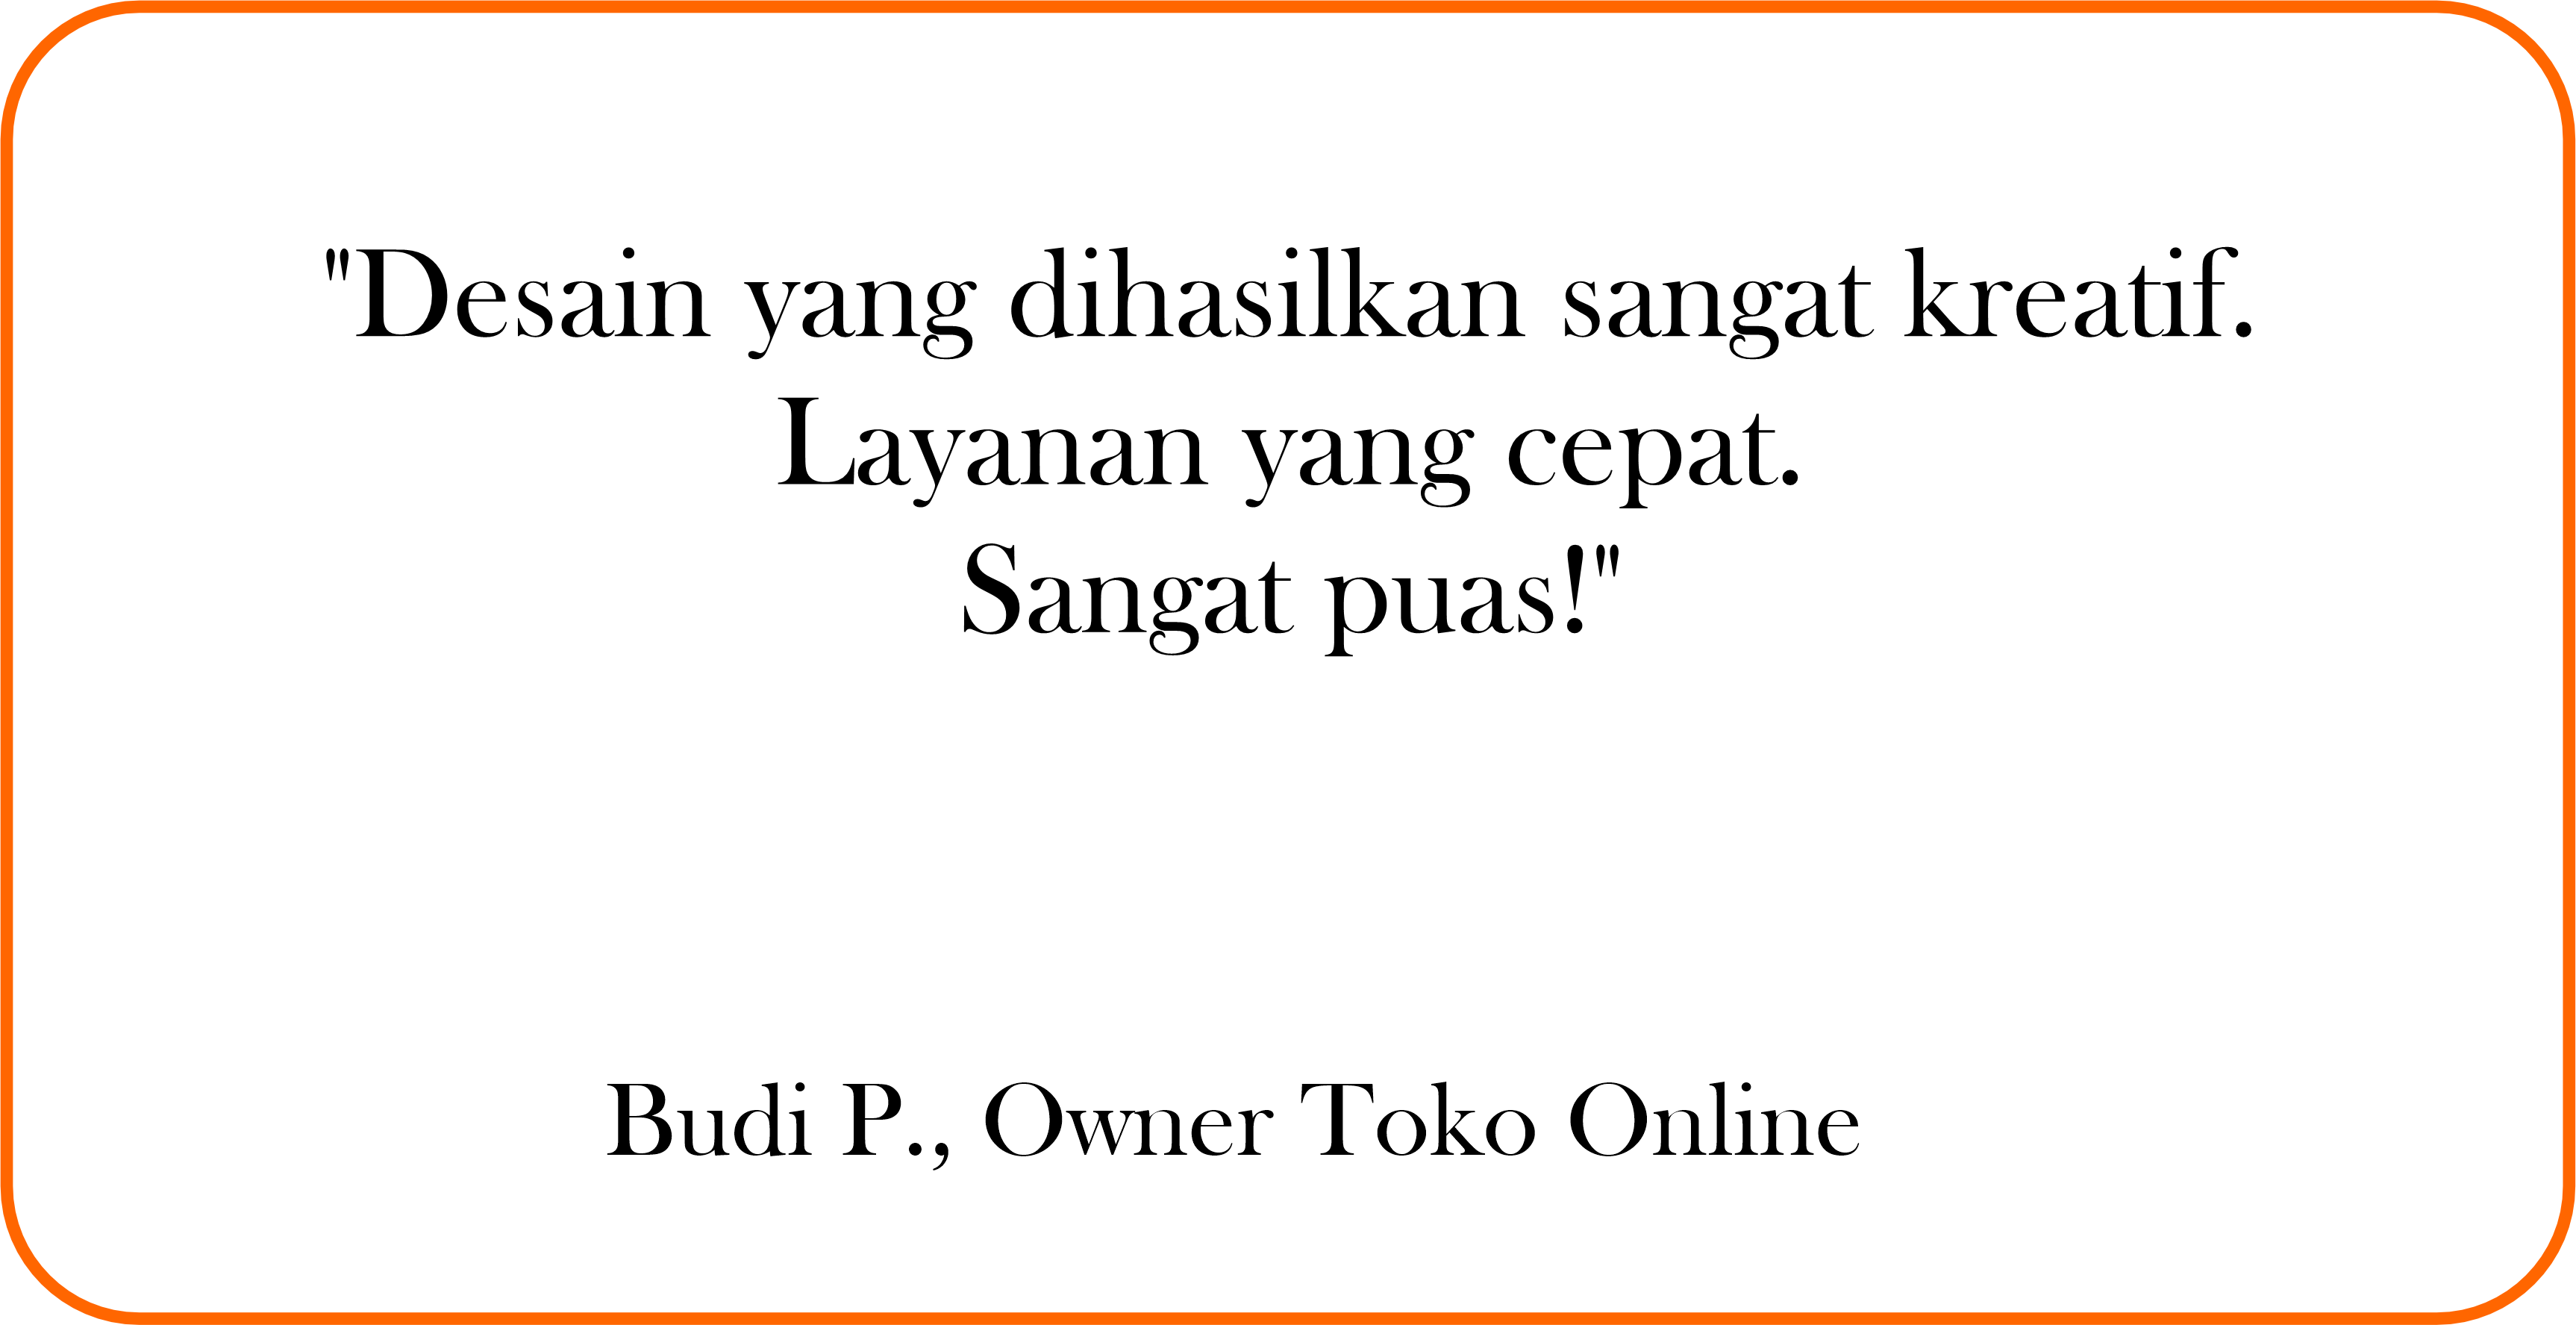 "Desain yang dihasilkan sangat kreatif.
Layanan yang cepat.
Sangat puas!"
Budi P., Owner Toko Online